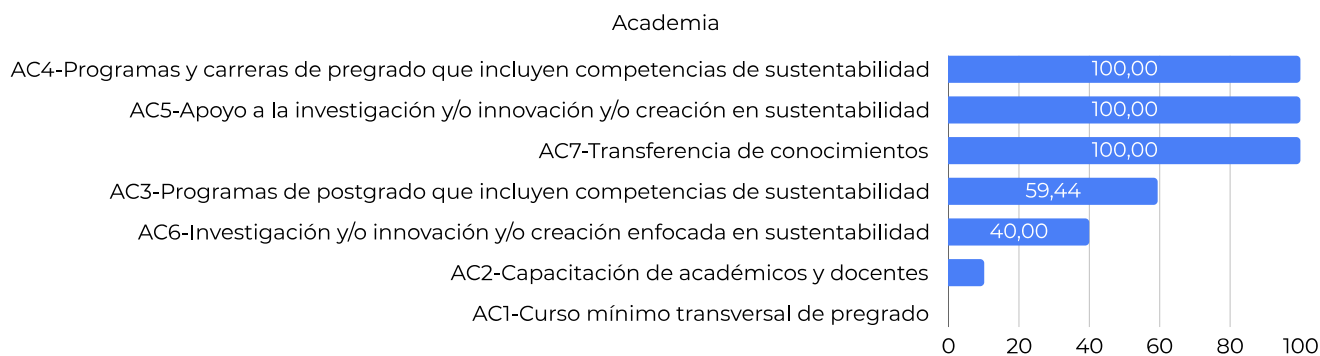 Academia
AC4-Programas y carreras de pregrado que incluyen competencias de sustentabilidad 100,00
AC5-Apoyo a la investigación y/o innovación y/o creación en sustentabilidad 100,00
AC7-Transferencia de conocimientos 100,00
AC3-Programas de postgrado que incluyen competencias de sustentabilidad 59,44
AC6-Investigación y/o innovación y/o creación enfocada en sustentabilidad 40,00
AC2-Capacitación de académicos y docentes
AC1-Curso mínimo transversal de pregrado
0 20 40 60 80 100